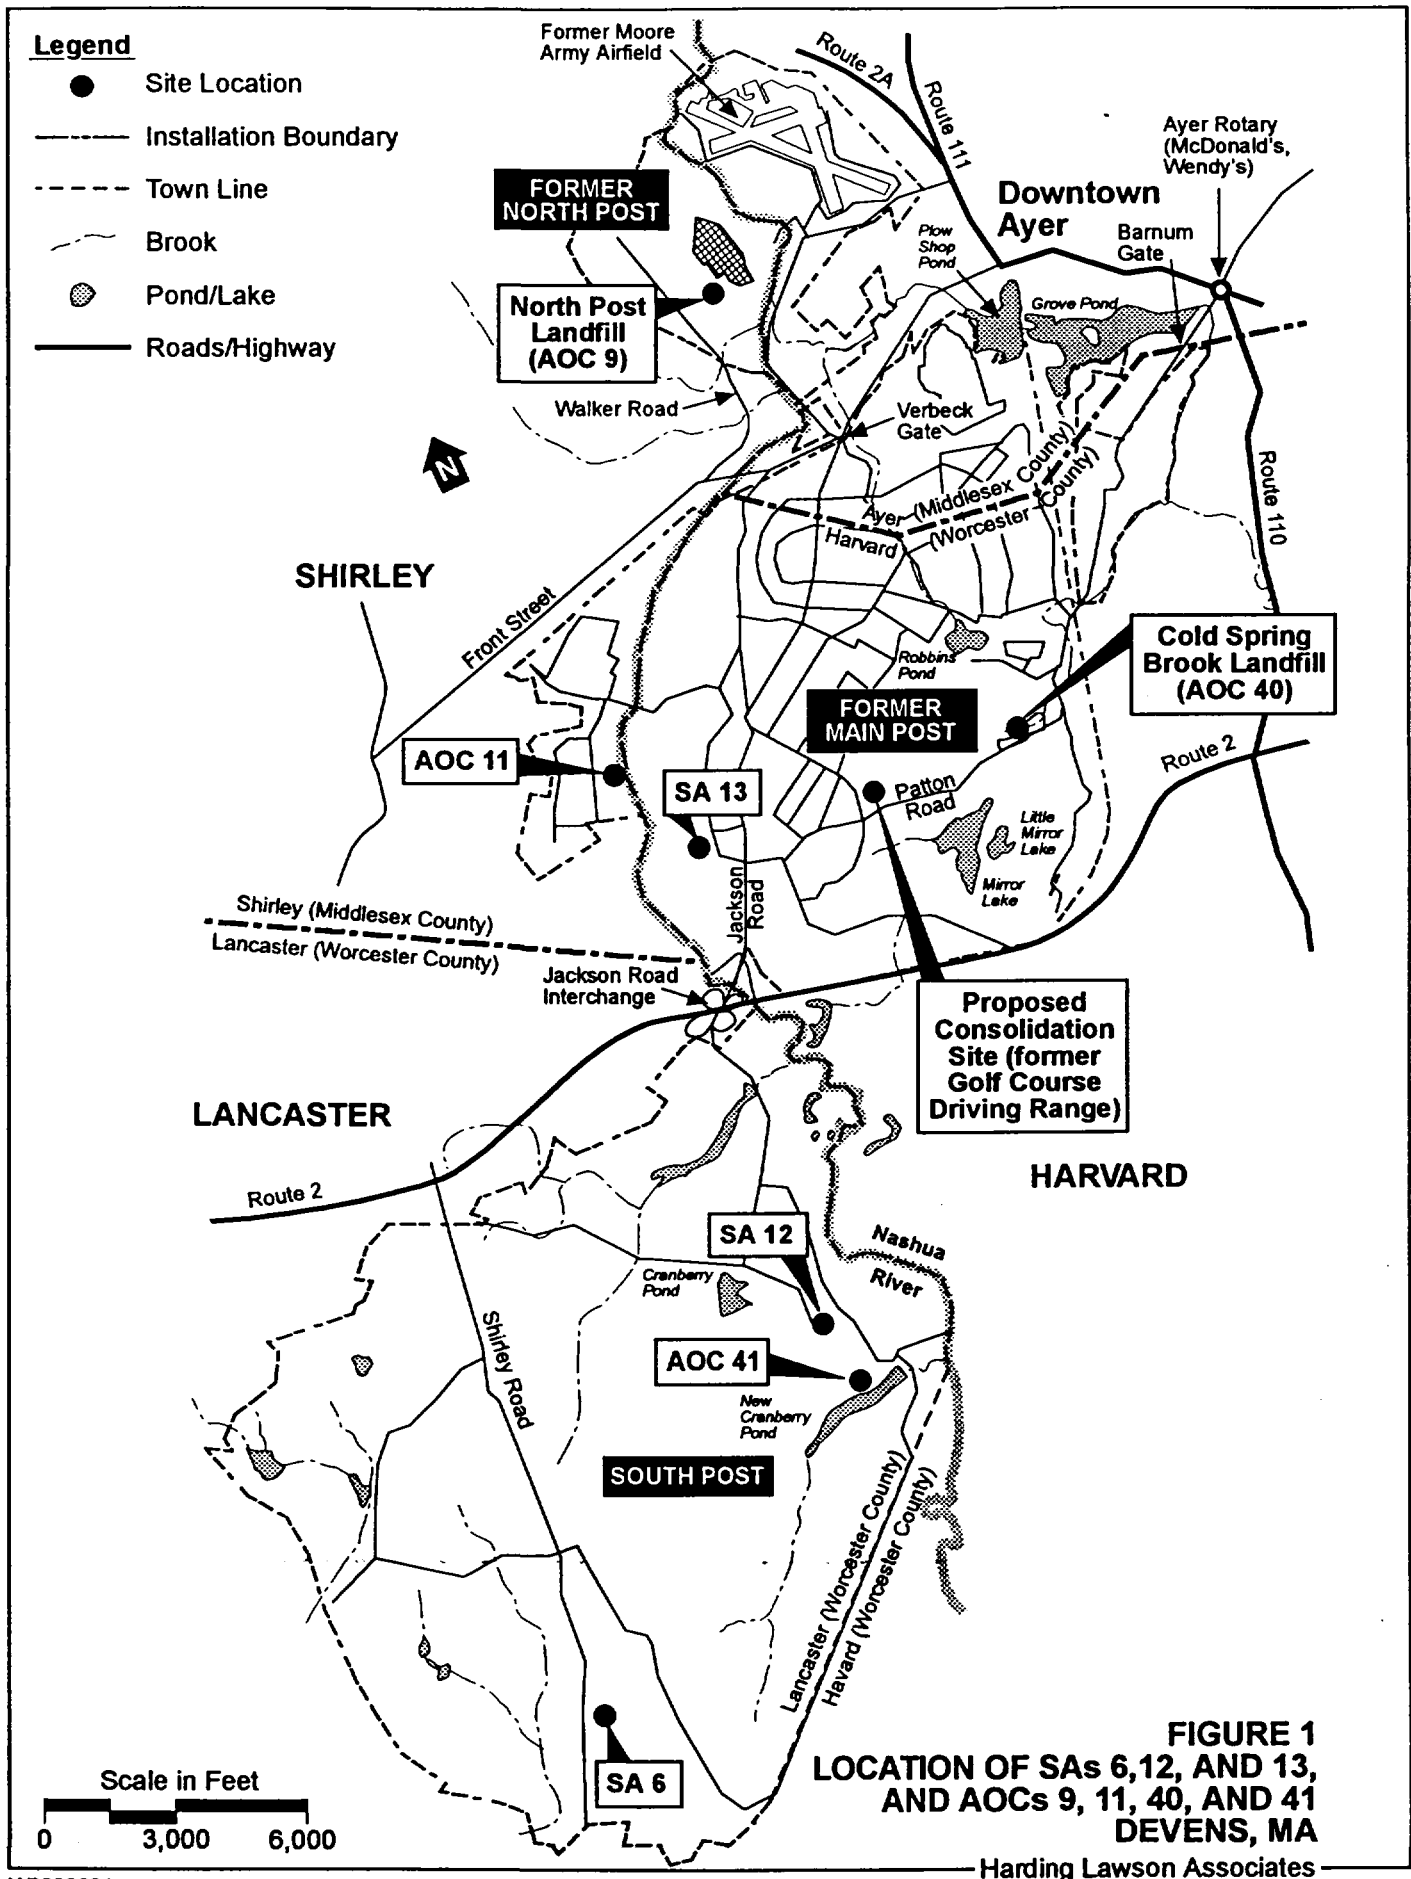 Legend
Site Location
Installation Boundary
Town Line
Brook
Pond/Lake
Roads/Highway
Former Moore
Army Airfield
Route 2A
Route 111
Ayer Rotary
(McDonald's,
Wendy's)
FORMER
NORTH POST
Downtown
Ayer
Plow
Shop
Pond
Barnum
Gate
Grove Pond
North Post
Landfill
(AOC 9)
Walker Road
Verbeck
Gate
N
Ayer (Middlesex County)
Harvard (Worcester County)
Route 110
SHIRLEY
Front Street
Robbins
Pond
Cold Spring
Brook Landfill
(AOC 40)
FORMER
MAIN POST
AOC 11
SA 13
Patton
Road
Route 2
Little
Mirror
Lake
Mirror
Lake
Jackson
Road
Shirley (Middlesex County)
Lancaster (Worcester County)
Jackson Road
Interchange
Proposed
Consolidation
Site (former
Golf Course
Driving Range)
LANCASTER
HARVARD
Route 2
SA 12
Nashua
River
Cranberry
Pond
Shirley Road
AOC 41
New
Cranberry
Pond
SOUTH POST
Lancaster (Worcester County)
Havard (Worcester County)
SA 6
Scale in Feet
0 3,000 6,000
FIGURE 1
LOCATION OF SAs 6,12, AND 13,
AND AOCs 9, 11, 40, AND 41
DEVENS, MA
Harding Lawson Associates